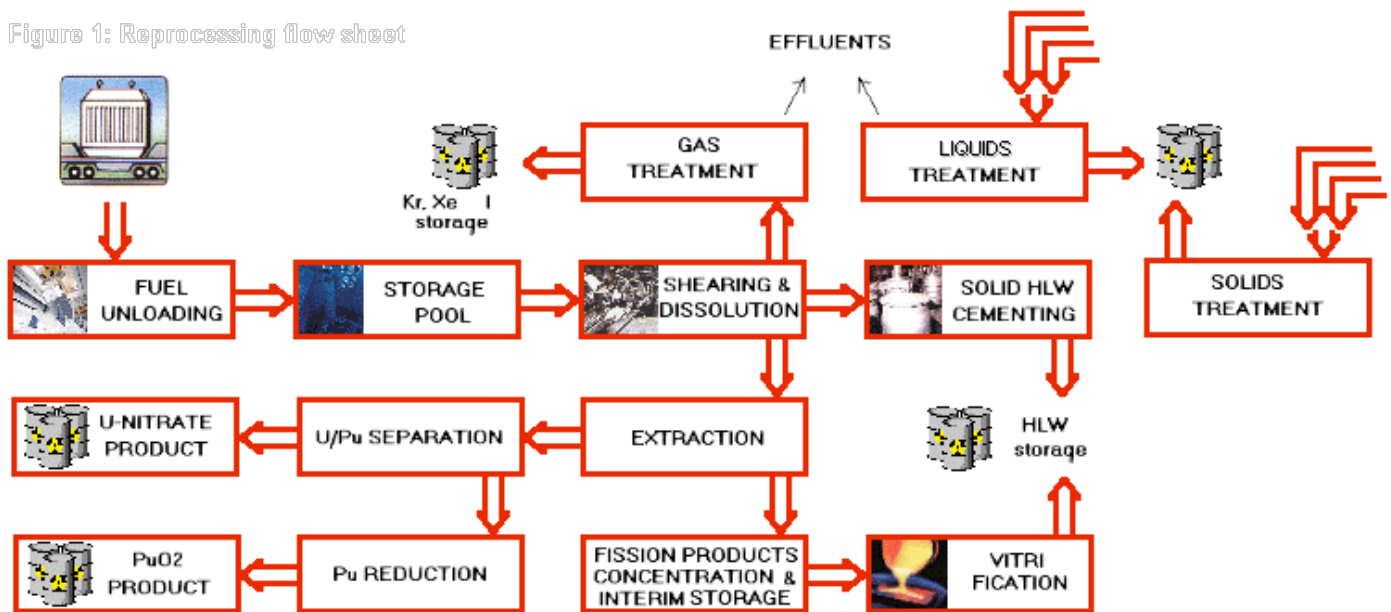 Figure 1: Reprocessing flow sheet
EFFLUENTS
GAS
TREATMENT
LIQUIDS
TREATMENT
Kr, Xe I
storage
FUEL
UNLOADING
STORAGE
POOL
SHEARING &
DISSOLUTION
SOLID HLW
CEMENTING
SOLIDS
TREATMENT
U-NITRATE
PRODUCT
U/Pu SEPARATION
EXTRACTION
HLW
storage
PuO2
PRODUCT
Pu REDUCTION
FISSION PRODUCTS
CONCENTRATION &
INTERIM STORAGE
VITRI
FICATION